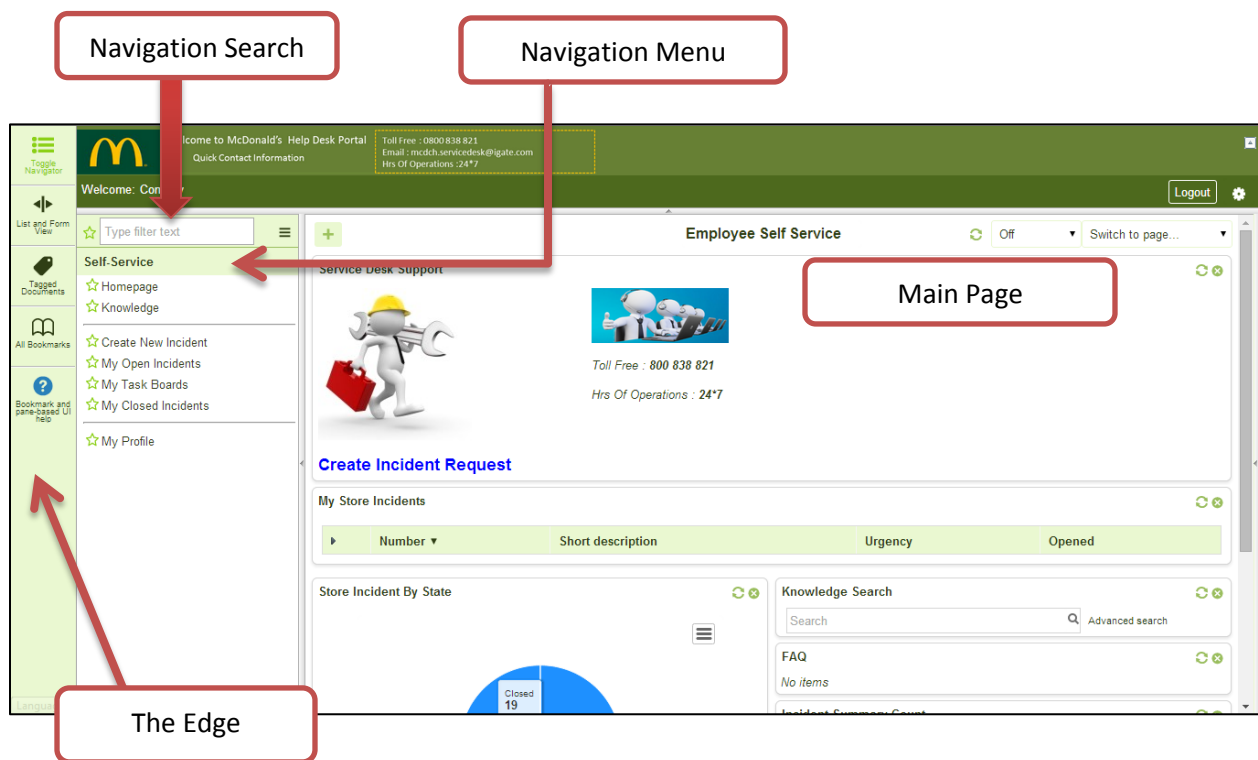 Navigation Search
Navigation Menu
Toggle
Navigator
lcome to McDonald's Help Desk Portal
Quick Contact Information
Toll Free : 0800 838 821
Email : mcdch.servicedesk@igate.com
Hrs Of Operations :24*7
Welcome: Com
Logout
List and Form
View
Type filter text
Employee Self Service
Off
Switch to page...
Self-Service
Service Desk Support
Main Page
Tagged
Documents
Homepage
Knowledge
All Bookmarks
Create New Incident
My Open Incidents
My Task Boards
My Closed Incidents
Toll Free : 800 838 821
Hrs Of Operations : 24*7
Bookmark and
pane-based UI
help
My Profile
Create Incident Request
My Store Incidents
Number
Short description
Urgency
Opened
Store Incident By State
Knowledge Search
Search
Advanced search
FAQ
No items
Closed
19
Incident Summary Count
The Edge